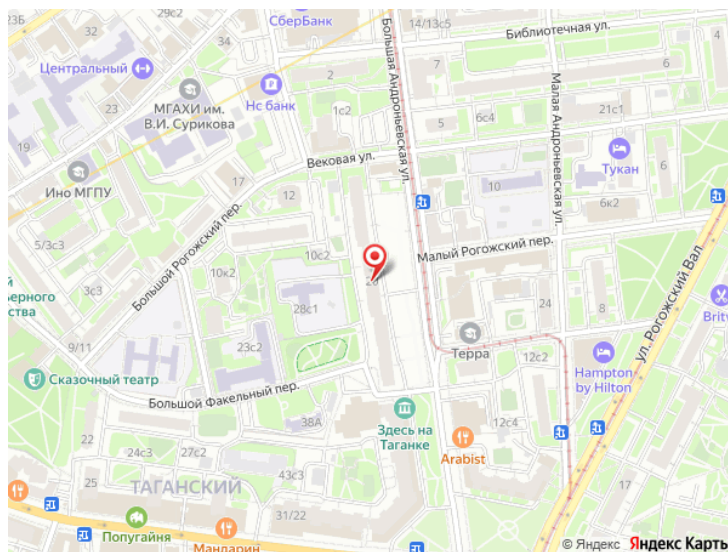 23Б
29с2
СберБанк
14/13с5
Библиотечная ул.
34
Центральный
МГАХИ им.
В.И. Сурикова
Нс банк
Большая Андроньевская ул.
Малая Андроньевская ул.
23
1с2
5
6с4
21с1
6
19
Вековая ул.
Ино МГПУ
17
12
10
Тукан
6к2
6
5/3с3
Большой Рогожский пер.
10к2
10с2
Малый Рогожский пер.
ул. Рогожский Вал
3с3
28с1
24
8
9/11
23с2
Терра
12с2
Hampton
by Hilton
Сказочный театр
Большой Факельный пер.
38А
Здесь на
Таганке
12с4
Arabist
22
24с3
27с2
43с3
ТАГАНСКИЙ
25
Попугайня
31/22
Мандарин
17
© Яндекс Яндекс Карты